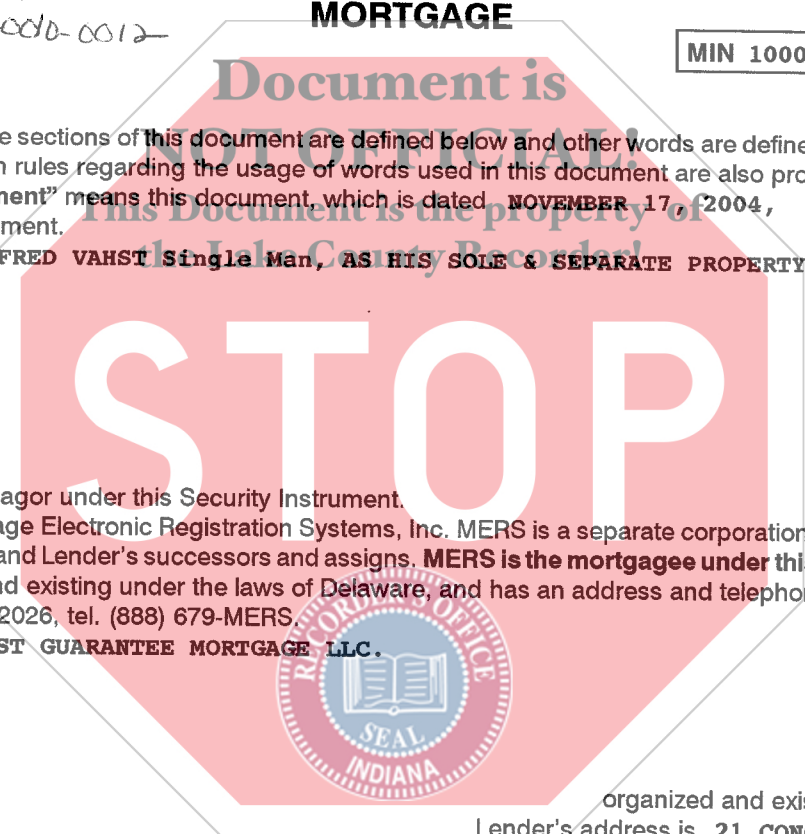 MORTGAGE
0010-0012
MIN 1000
Document is
NOT OFFICIAL!
This Document is the property of
the Lake County Recorder!
e sections of this document are defined below and other words are define
n rules regarding the usage of words used in this document are also pro
nent" means this document, which is dated NOVEMBER 17, 2004,
ment.
FRED VAHST Single Man, AS HIS SOLE & SEPARATE PROPERTY
STOP
agor under this Security Instrument.
age Electronic Registration Systems, Inc. MERS is a separate corporation
and Lender's successors and assigns. MERS is the mortgagee under thi
nd existing under the laws of Delaware, and has an address and telephon
2026, tel. (888) 679-MERS.
ST GUARANTEE MORTGAGE LLC.
RECORDER'S OFFICE
SEAL
INDIANA
organized and exis
Lender's address is 21 CON